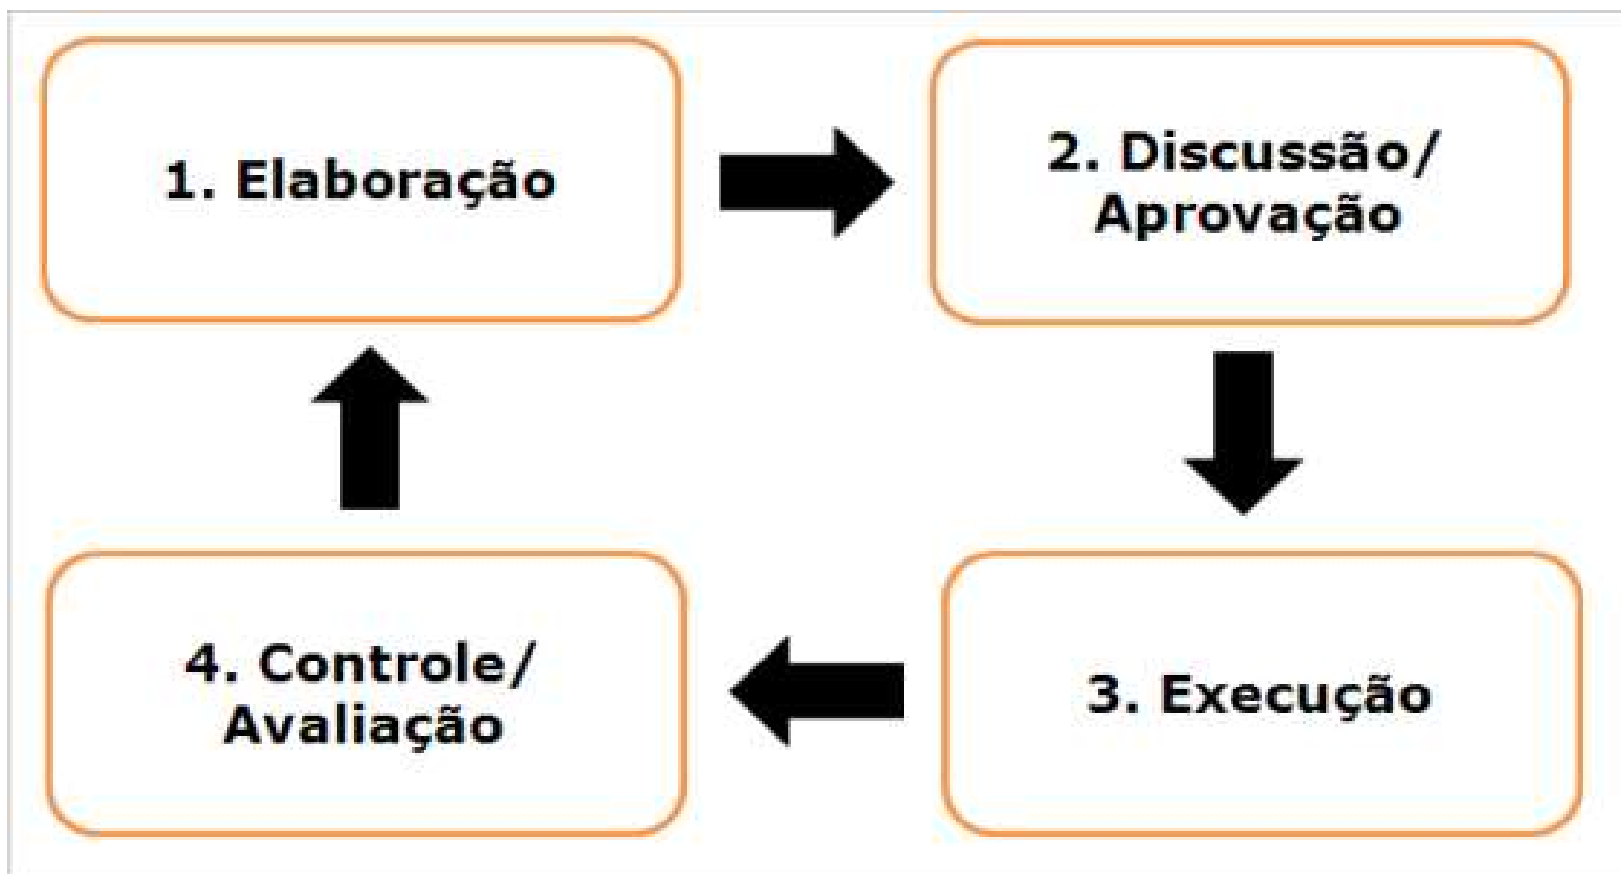 1. Elaboração
2. Discussão/
Aprovação
3. Execução
4. Controle/
Avaliação